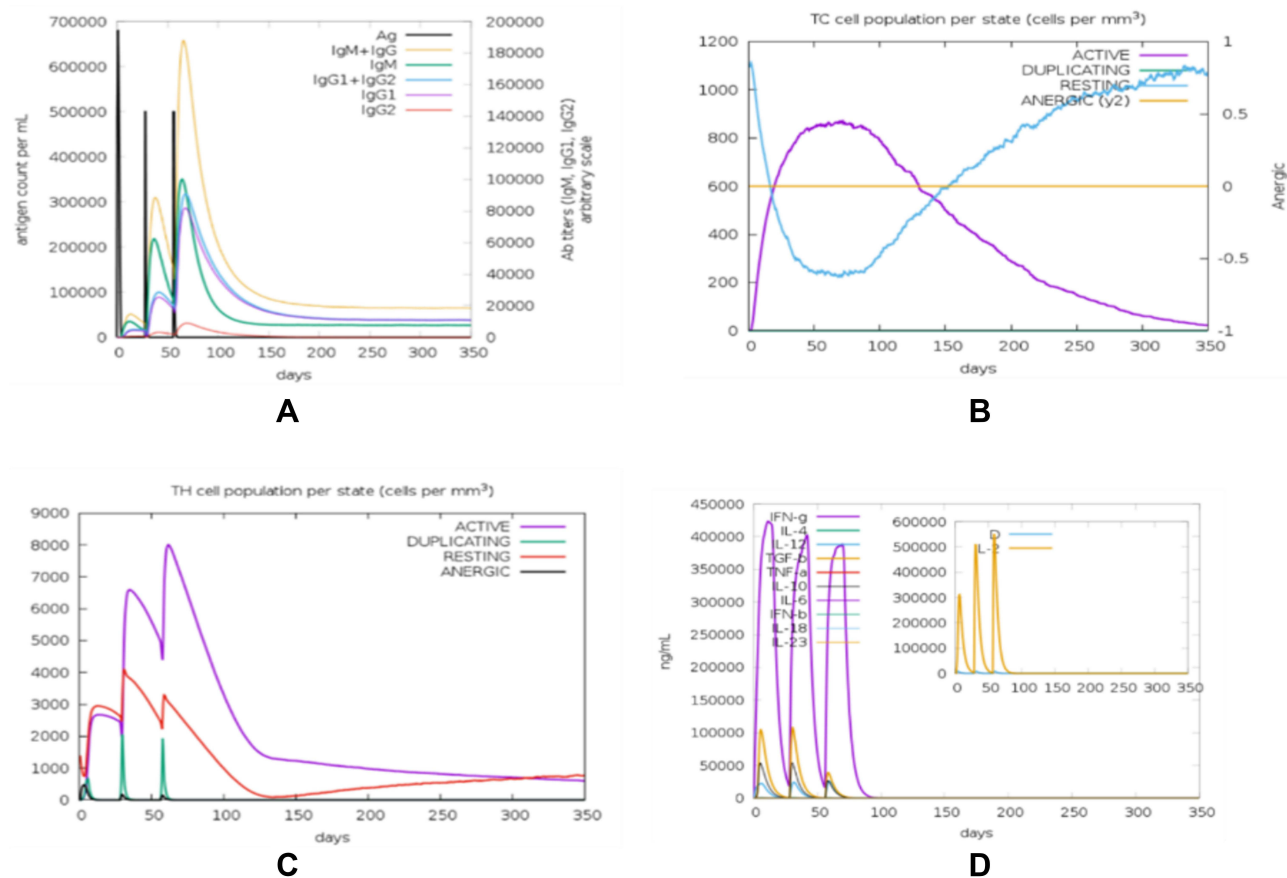 700000
600000
500000
400000
300000
200000
100000
0
antigen count per mL
Ag
IgM+IgG
IgM
IgG1+IgG2
IgG1
IgG2
200000
180000
160000
140000
120000
100000
80000
60000
40000
20000
0
Ab titers (IgM, IgG1, IgG2)
arbitrary scale
0 50 100 150 200 250 300 350
days
A
TC cell population per state (cells per mm³)
1200
1000
800
600
400
200
0
ACTIVE
DUPLICATING
RESTING
ANERGIC (y2)
1
0.5
0
-0.5
-1
Anergic
0 50 100 150 200 250 300 350
days
B
TH cell population per state (cells per mm³)
9000
8000
7000
6000
5000
4000
3000
2000
1000
0
ACTIVE
DUPLICATING
RESTING
ANERGIC
0 50 100 150 200 250 300 350
days
C
450000
400000
350000
300000
250000
200000
150000
100000
50000
0
ng/mL
IFN-g
IL-4
IL-12
TGF-b
TNF-a
IL-10
IL-6
IFN-b
IL-18
IL-23
600000
500000
400000
300000
200000
100000
0
D
IL-2
0 50 100 150 200 250 300 350
0 50 100 150 200 250 300 350
days
D